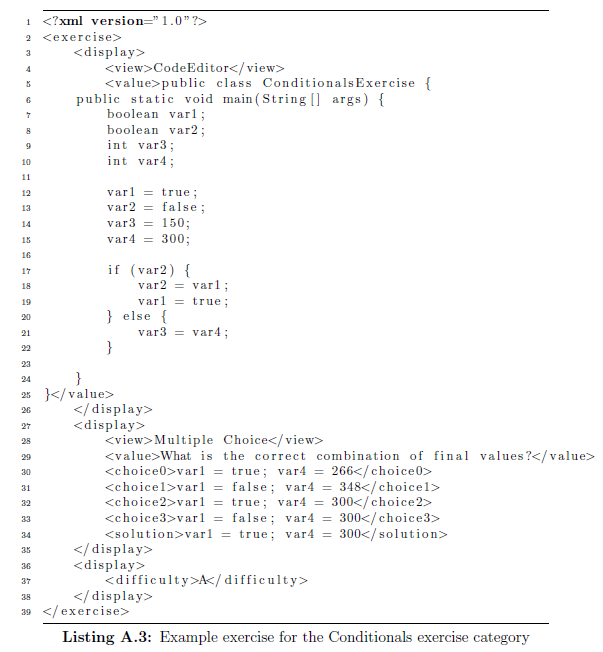 1 <?xml version="1.0"?>
2 <exercise>
3 <display>
4 <view>CodeEditor</view>
5 <value>public class ConditionalsExercise {
6 public static void main(String[] args) {
7 boolean var1;
8 boolean var2;
9 int var3;
10 int var4;
11
12 var1 = true;
13 var2 = false;
14 var3 = 150;
15 var4 = 300;
16
17 if (var2) {
18 var2 = var1;
19 var1 = true;
20 } else {
21 var3 = var4;
22 }
23
24 }
25 }</value>
26 </display>
27 <display>
28 <view>Multiple Choice</view>
29 <value>What is the correct combination of final values?</value>
30 <choice0>var1 = true; var4 = 266</choice0>
31 <choice1>var1 = false; var4 = 348</choice1>
32 <choice2>var1 = true; var4 = 300</choice2>
33 <choice3>var1 = false; var4 = 300</choice3>
34 <solution>var1 = true; var4 = 300</solution>
35 </display>
36 <display>
37 <difficulty>A</difficulty>
38 </display>
39 </exercise>
Listing A.3: Example exercise for the Conditionals exercise category